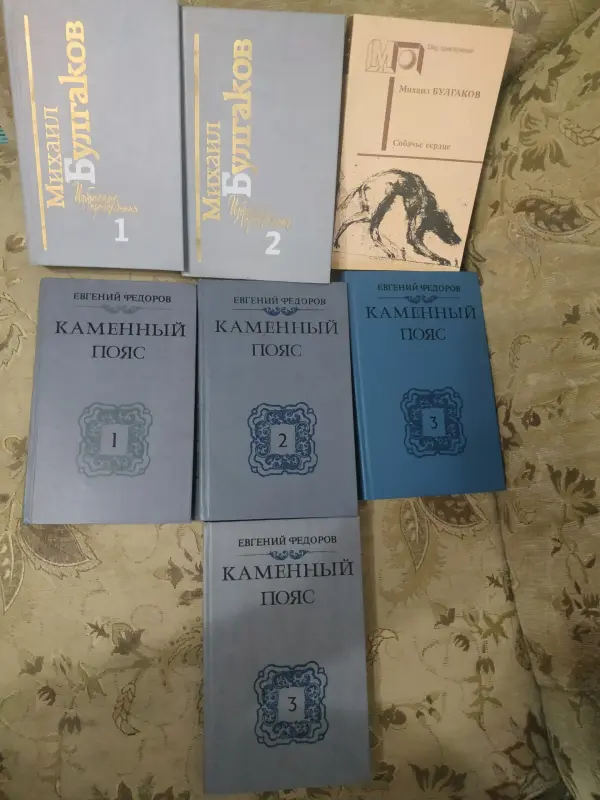 Михаил
Булгаков
Избранные
произведения
1
Михаил
Булгаков
Избранные
произведения
2
Михаил БУЛГАКОВ
Собачье сердце
ЕВГЕНИЙ ФЕДОРОВ
КАМЕННЫЙ
ПОЯС
1
ЕВГЕНИЙ ФЕДОРОВ
КАМЕННЫЙ
ПОЯС
2
ЕВГЕНИЙ ФЕДОРОВ
КАМЕННЫЙ
ПОЯС
3
ЕВГЕНИЙ ФЕДОРОВ
КАМЕННЫЙ
ПОЯС
3